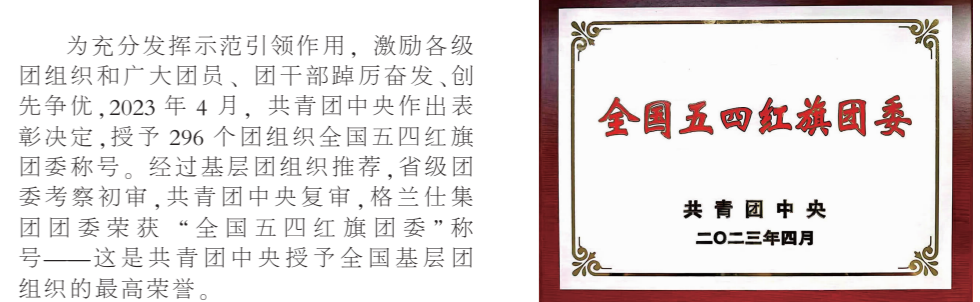 为充分发挥示范引领作用，激励各级
团组织和广大团员、团干部踔厉奋发、创
先争优，2023 年 4 月，共青团中央作出表
彰决定，授予 296 个团组织全国五四红旗
团委称号。经过基层团组织推荐，省级团
委考察初审，共青团中央复审，格兰仕集
团团委荣获“全国五四红旗团委”称
号——这是共青团中央授予全国基层团
组织的最高荣誉。
全国五四红旗团委
共青团中央
二〇二三年四月